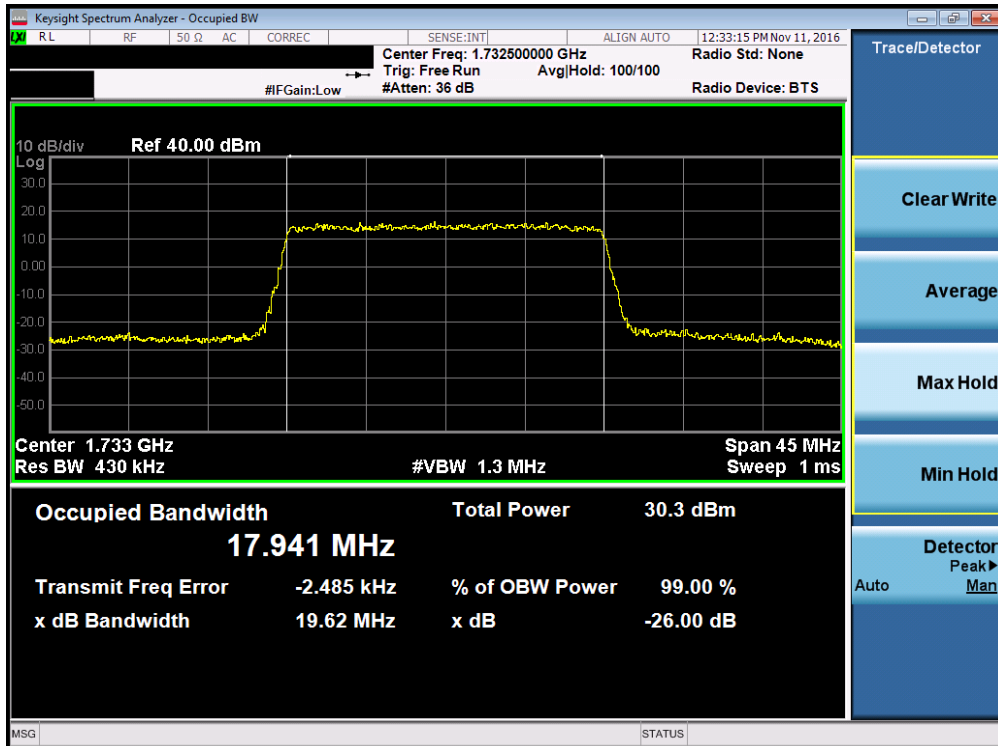 Keysight Spectrum Analyzer - Occupied BW
LXI RL RF 50 Ω AC CORREC SENSE:INT ALIGN AUTO 12:33:15 PM Nov 11, 2016
Center Freq: 1.732500000 GHz Radio Std: None
Trig: Free Run Avg|Hold: 100/100
#IFGain:Low #Atten: 36 dB Radio Device: BTS
Trace/Detector
10 dB/div Ref 40.00 dBm
Log
30.0
20.0
10.0
0.00
-10.0
-20.0
-30.0
-40.0
-50.0
Center 1.733 GHz Span 45 MHz
Res BW 430 kHz #VBW 1.3 MHz Sweep 1 ms
Occupied Bandwidth Total Power 30.3 dBm
17.941 MHz
Transmit Freq Error -2.485 kHz % of OBW Power 99.00 %
x dB Bandwidth 19.62 MHz x dB -26.00 dB
Clear Write
Average
Max Hold
Min Hold
Detector
Peak
Auto Man
MSG STATUS